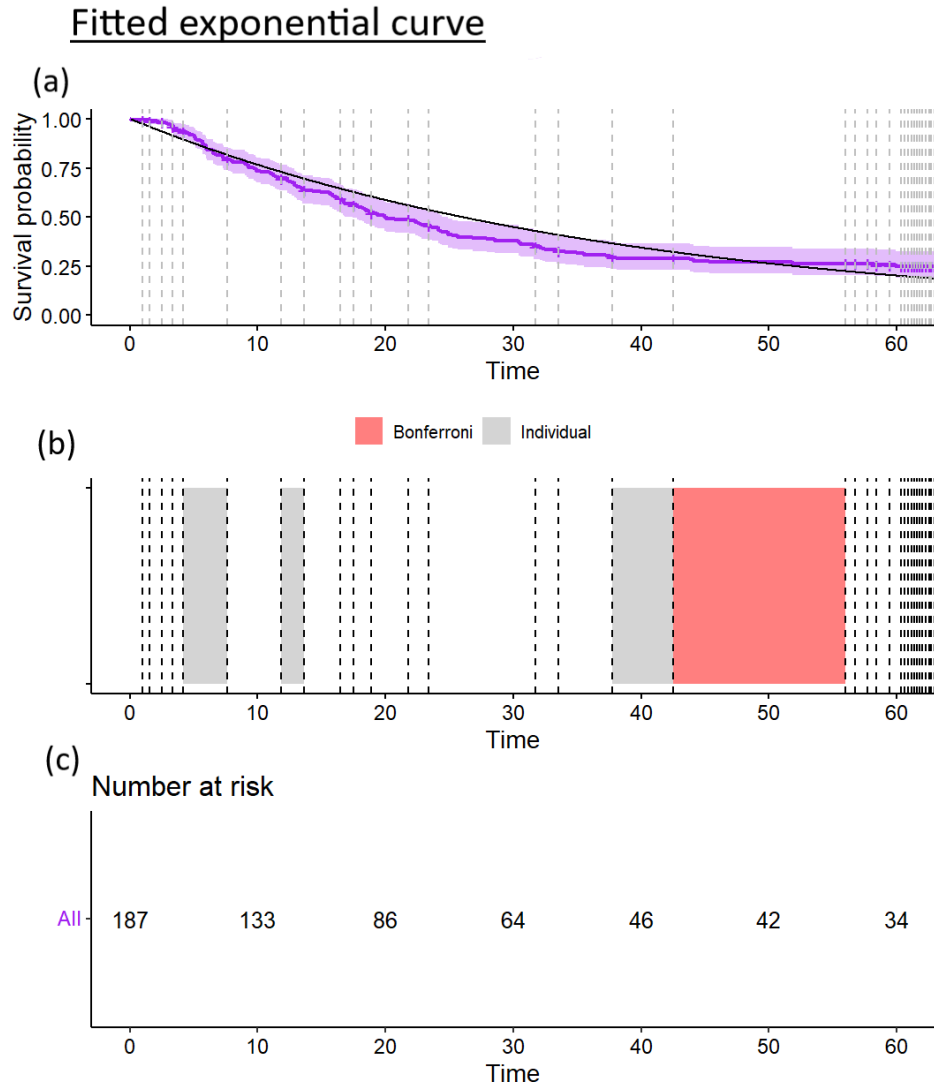 Fitted exponential curve
(a)
Survival probability
1.00
0.75
0.50
0.25
0.00
0 10 20 30 40 50 60
Time
Bonferroni Individual
(b)
0 10 20 30 40 50 60
Time
(c)
Number at risk
All 187 133 86 64 46 42 34
0 10 20 30 40 50 60
Time